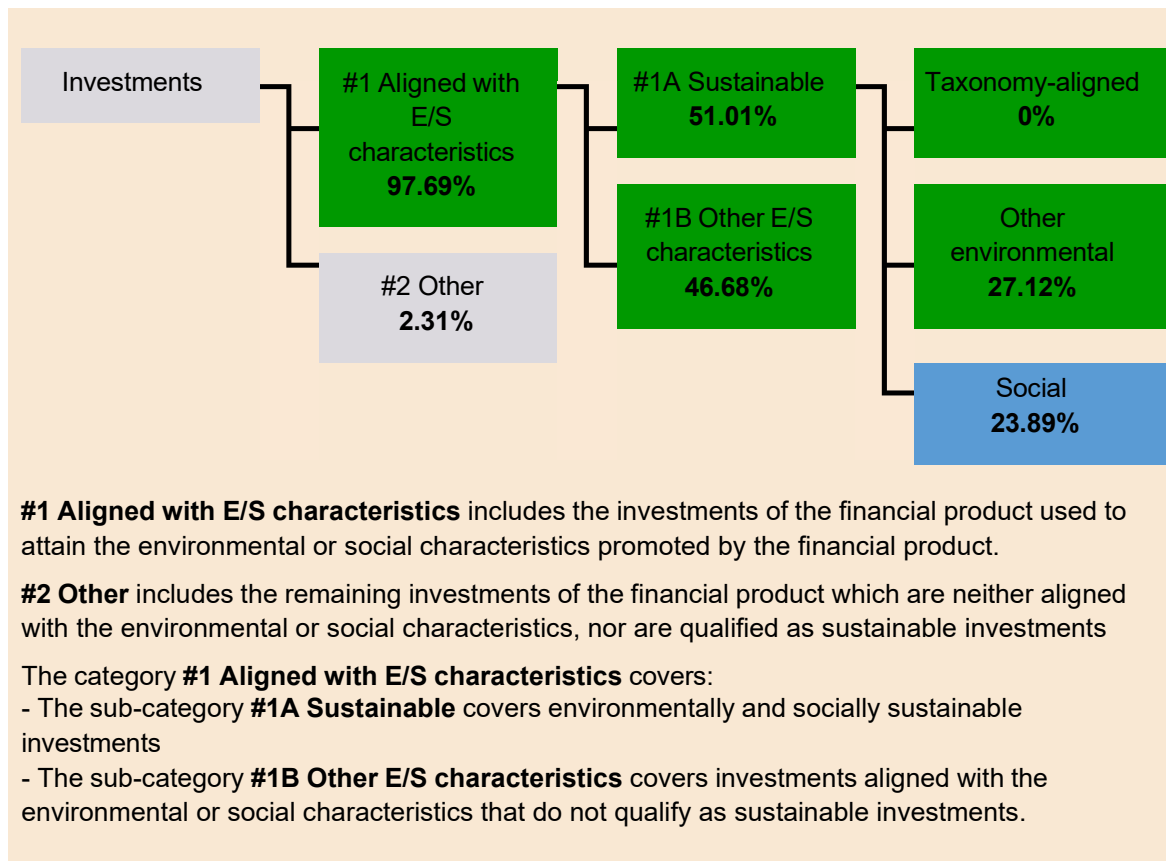 Investments
#1 Aligned with
E/S
characteristics
97.69%
#2 Other
2.31%
#1A Sustainable
51.01%
#1B Other E/S
characteristics
46.68%
Taxonomy-aligned
0%
Other
environmental
27.12%
Social
23.89%
#1 Aligned with E/S characteristics includes the investments of the financial product used to
attain the environmental or social characteristics promoted by the financial product.
#2 Other includes the remaining investments of the financial product which are neither aligned
with the environmental or social characteristics, nor are qualified as sustainable investments
The category #1 Aligned with E/S characteristics covers:
- The sub-category #1A Sustainable covers environmentally and socially sustainable
investments
- The sub-category #1B Other E/S characteristics covers investments aligned with the
environmental or social characteristics that do not qualify as sustainable investments.